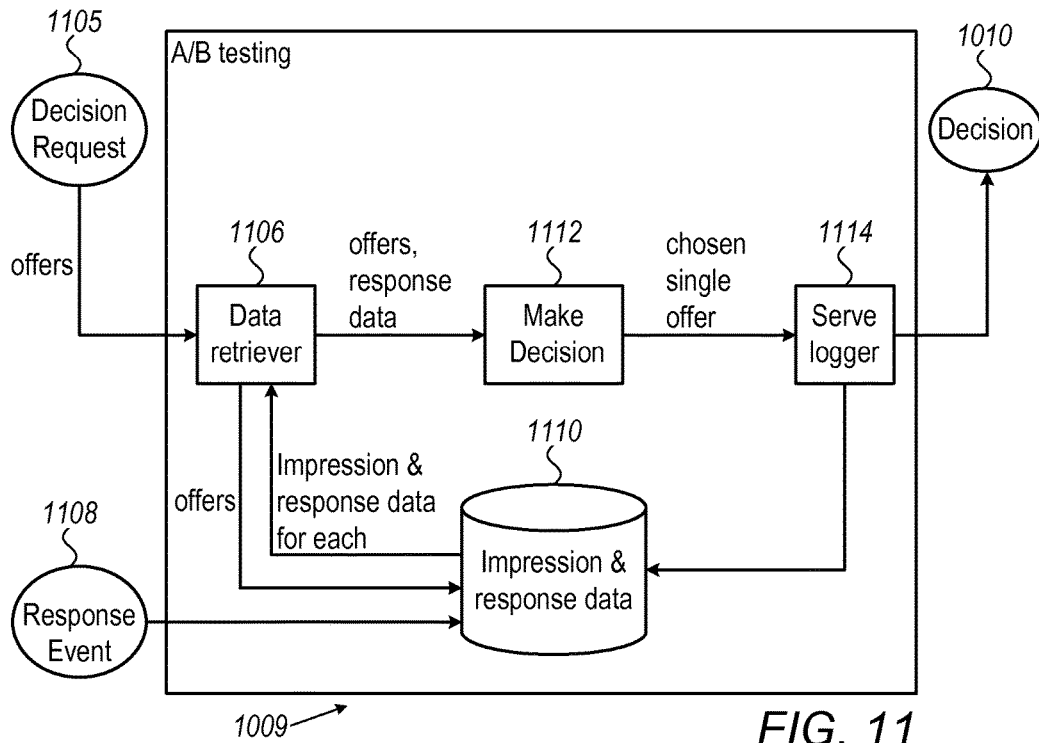 1105
1010
A/B testing
Decision
Request
Decision
offers
1106
offers,
response
data
1112
chosen
single
offer
1114
Data
retriever
Make
Decision
Serve
logger
offers
Impression &
response data
for each
1110
Impression &
response data
1108
Response
Event
1009
FIG. 11